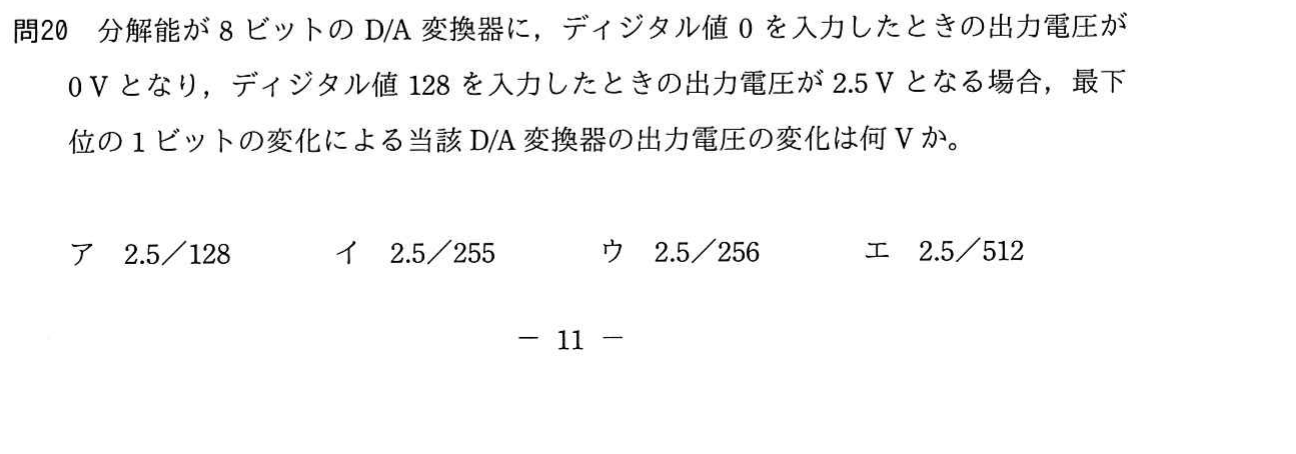 問20 分解能が 8 ビットの D/A 変換器に，ディジタル値 0 を入力したときの出力電圧が
0 V となり，ディジタル値 128 を入力したときの出力電圧が 2.5 V となる場合，最下
位の 1 ビットの変化による当該 D/A 変換器の出力電圧の変化は何 V か。
ア 2.5／128 イ 2.5／255 ウ 2.5／256 エ 2.5／512
－ 11 －